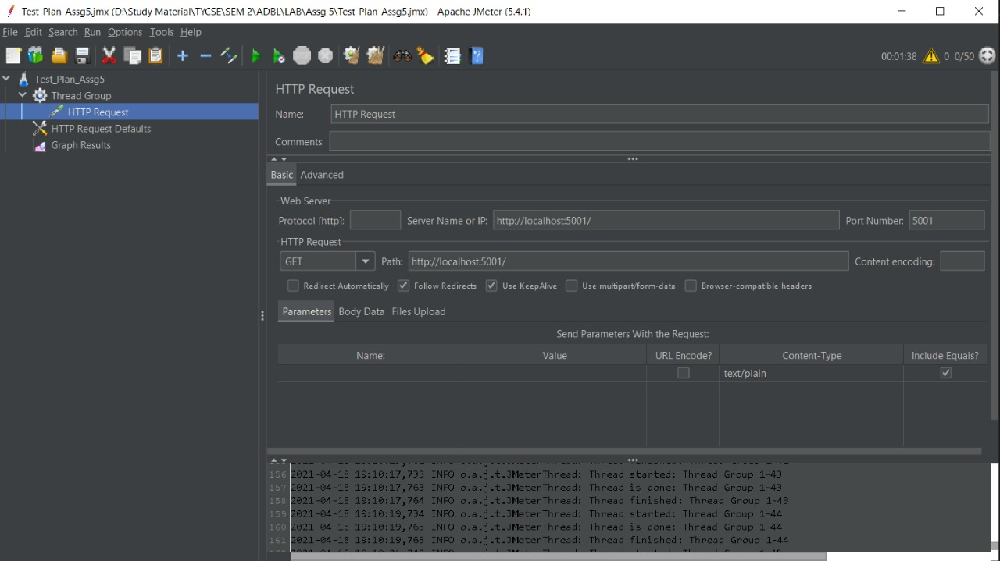 Test_Plan_Assg5.jmx (D:\Study Material\TYCSE\SEM 2\ADBL\LAB\Assg 5\Test_Plan_Assg5.jmx) - Apache JMeter (5.4.1)
File Edit Search Run Options Tools Help
00:01:38 0 0/50
Test_Plan_Assg5
Thread Group
HTTP Request
HTTP Request Defaults
Graph Results
HTTP Request
Name: HTTP Request
Comments:
Basic Advanced
Web Server
Protocol [http]: Server Name or IP: http://localhost:5001/ Port Number: 5001
HTTP Request
GET Path: http://localhost:5001/ Content encoding:
Redirect Automatically Follow Redirects Use KeepAlive Use multipart/form-data Browser-compatible headers
Parameters Body Data Files Upload
Send Parameters With the Request:
Name: Value URL Encode? Content-Type Include Equals?
text/plain
156 2021-04-18 19:10:17,733 INFO o.a.j.t.JMeterThread: Thread started: Thread Group 1-43
157 2021-04-18 19:10:17,763 INFO o.a.j.t.JMeterThread: Thread is done: Thread Group 1-43
158 2021-04-18 19:10:17,764 INFO o.a.j.t.JMeterThread: Thread finished: Thread Group 1-43
159 2021-04-18 19:10:19,734 INFO o.a.j.t.JMeterThread: Thread started: Thread Group 1-44
160 2021-04-18 19:10:19,765 INFO o.a.j.t.JMeterThread: Thread is done: Thread Group 1-44
161 2021-04-18 19:10:19,765 INFO o.a.j.t.JMeterThread: Thread finished: Thread Group 1-44